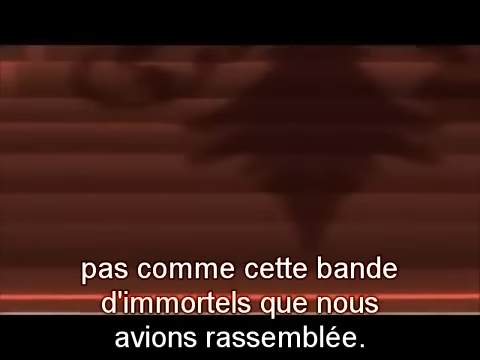 pas comme cette bande
d'immortels que nous
avions rassemblée.